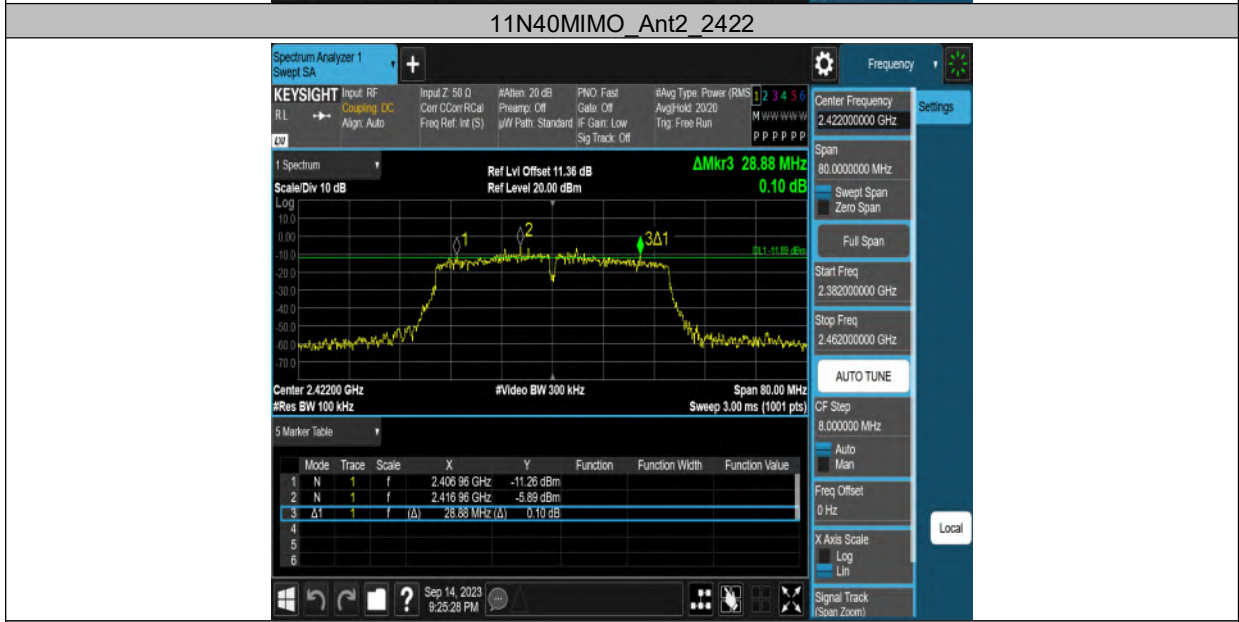 11N40MIMO_Ant2_2422
Spectrum Analyzer 1
Swept SA
Frequency
KEYSIGHT
RL
LXI
Input: RF
Coupling: DC
Align: Auto
Input Z: 50 Ω
Corr CCorr RCal
Freq Ref: Int (S)
#Atten: 20 dB
Preamp: Off
µW Path: Standard
PNO: Fast
Gate: Off
IF Gain: Low
Sig Track: Off
#Avg Type: Power (RMS
Avg|Hold: 20/20
Trig: Free Run
1 2 3 4 5 6
M W W W W W
P P P P P P
1 Spectrum
Scale/Div 10 dB
Ref Lvl Offset 11.36 dB
Ref Level 20.00 dBm
ΔMkr3 28.88 MHz
0.10 dB
Log
10.0
0.00
-10.0
-20.0
-30.0
-40.0
-50.0
-60.0
-70.0
1
2
3Δ1
DL1 -11.89 dBm
Center 2.42200 GHz
#Res BW 100 kHz
#Video BW 300 kHz
Span 80.00 MHz
Sweep 3.00 ms (1001 pts)
5 Marker Table
Mode Trace Scale X Y Function Function Width Function Value
1 N 1 f 2.406 96 GHz -11.26 dBm
2 N 1 f 2.416 96 GHz -5.89 dBm
3 Δ1 1 f (Δ) 28.88 MHz (Δ) 0.10 dB
4
5
6
Sep 14, 2023
9:25:28 PM
Center Frequency
2.422000000 GHz
Span
80.0000000 MHz
Swept Span
Zero Span
Full Span
Start Freq
2.382000000 GHz
Stop Freq
2.462000000 GHz
AUTO TUNE
CF Step
8.000000 MHz
Auto
Man
Freq Offset
0 Hz
X Axis Scale
Log
Lin
Signal Track
(Span Zoom)
Settings
Local